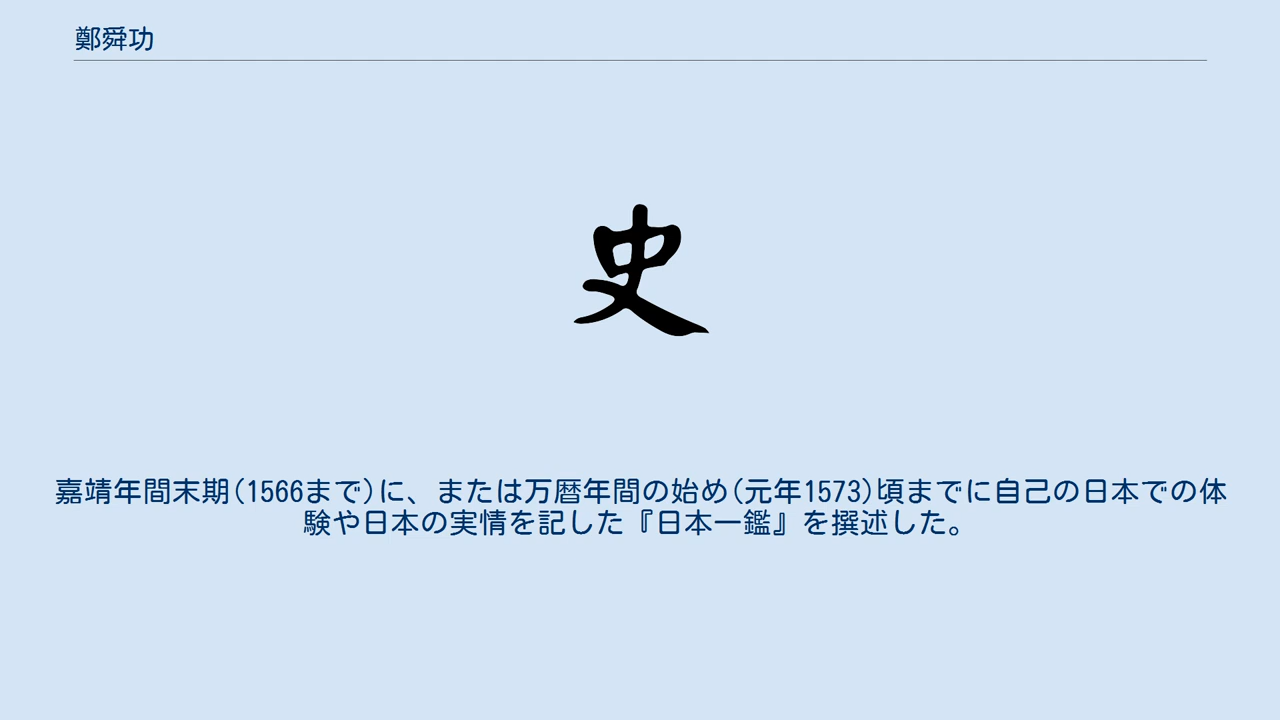 鄭舜功
史
嘉靖年間末期(1566まで)に、または万暦年間の始め(元年1573)頃までに自己の日本での体
験や日本の実情を記した『日本一鑑』を撰述した。